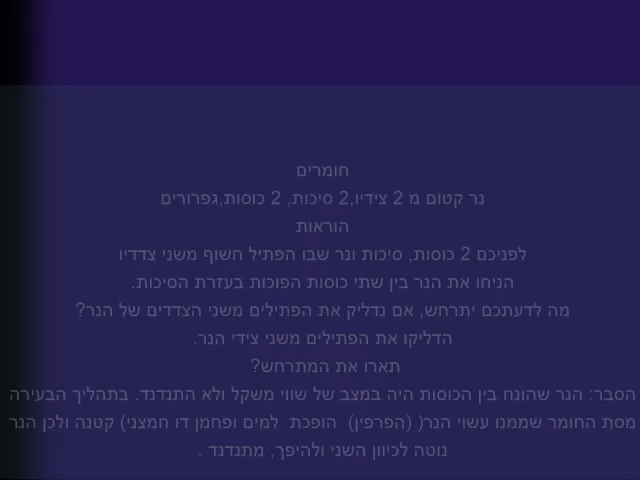 חומרים
נר קטום מ 2 צידיו,2 סיכות, 2 כוסות,גפרורים
הוראות
לפניכם 2 כוסות, סיכות ונר שבו הפתיל חשוף משני צדדיו
הניחו את הנר בין שתי כוסות הפוכות בעזרת הסיכות.
מה לדעתכם יתרחש, אם נדליק את הפתילים משני הצדדים של הנר?
הדליקו את הפתילים משני צידי הנר.
תארו את המתרחש?
הסבר: הנר שהונח בין הכוסות היה במצב של שווי משקל ולא התנדנד. בתהליך הבעירה
מסת החומר שממנו עשוי הנר( (הפרפין)  הופכת  למים ופחמן דו חמצני) קטנה ולכן הנר
נוטה לכיוון השני ולהיפך, מתנדנד .